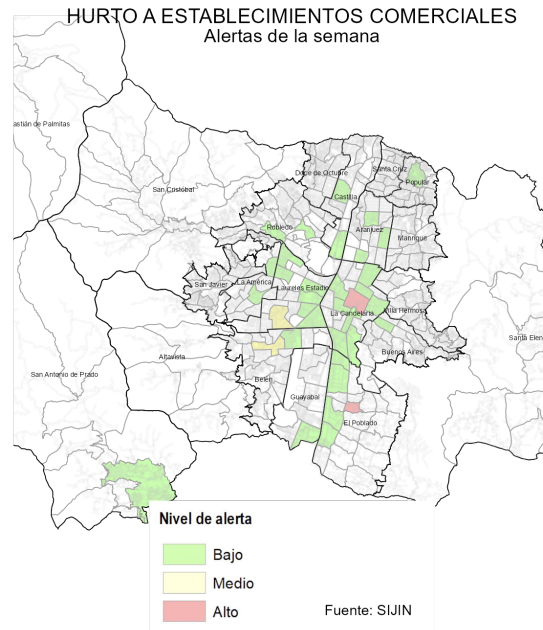 HURTO A ESTABLECIMIENTOS COMERCIALES
Alertas de la semana
astián de Palmitas
San Cristóbal
Doce de Octubre
Santa Cruz
Popular
Castilla
Robledo
Aranjuez
Manrique
San Javier
La América
Laureles Estadio
La Candelaria
Villa Hermosa
Santa Elen
Altavista
Buenos Aires
San Antonio de Prado
Belén
Guayabal
El Poblado
Nivel de alerta
Bajo
Medio
Alto
Fuente: SIJIN